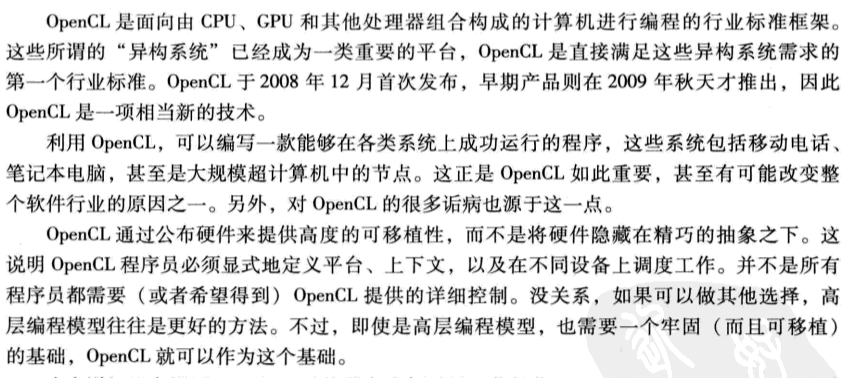 OpenCL 是面向由 CPU、GPU 和其他处理器组合构成的计算机进行编程的行业标准框架。
这些所谓的“异构系统”已经成为一类重要的平台，OpenCL 是直接满足这些异构系统需求的
第一个行业标准。OpenCL 于 2008 年 12 月首次发布，早期产品则在 2009 年秋天才推出，因此
OpenCL 是一项相当新的技术。
利用 OpenCL，可以编写一款能够在各类系统上成功运行的程序，这些系统包括移动电话、
笔记本电脑，甚至是大规模超计算机中的节点。这正是 OpenCL 如此重要，甚至有可能改变整
个软件行业的原因之一。另外，对 OpenCL 的很多诟病也源于这一点。
OpenCL 通过公布硬件来提供高度的可移植性，而不是将硬件隐藏在精巧的抽象之下。这
说明 OpenCL 程序员必须显式地定义平台、上下文，以及在不同设备上调度工作。并不是所有
程序员都需要（或者希望得到）OpenCL 提供的详细控制。没关系，如果可以做其他选择，高
层编程模型往往是更好的方法。不过，即使是高层编程模型，也需要一个牢固（而且可移植）
的基础，OpenCL 就可以作为这个基础。